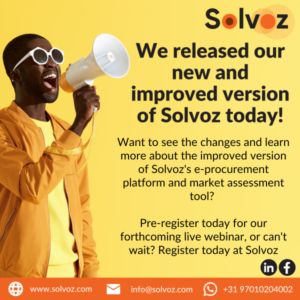 Solvoz
We released our
new and
improved version
of Solvoz today!
Want to see the changes and learn
more about the improved version
of Solvoz's e-procurement
platform and market assessment
tool?
Pre-register today for our
forthcoming live webinar, or can't
wait? Register today at Solvoz
in f
www.solvoz.com info@solvoz.com +31 97010204002